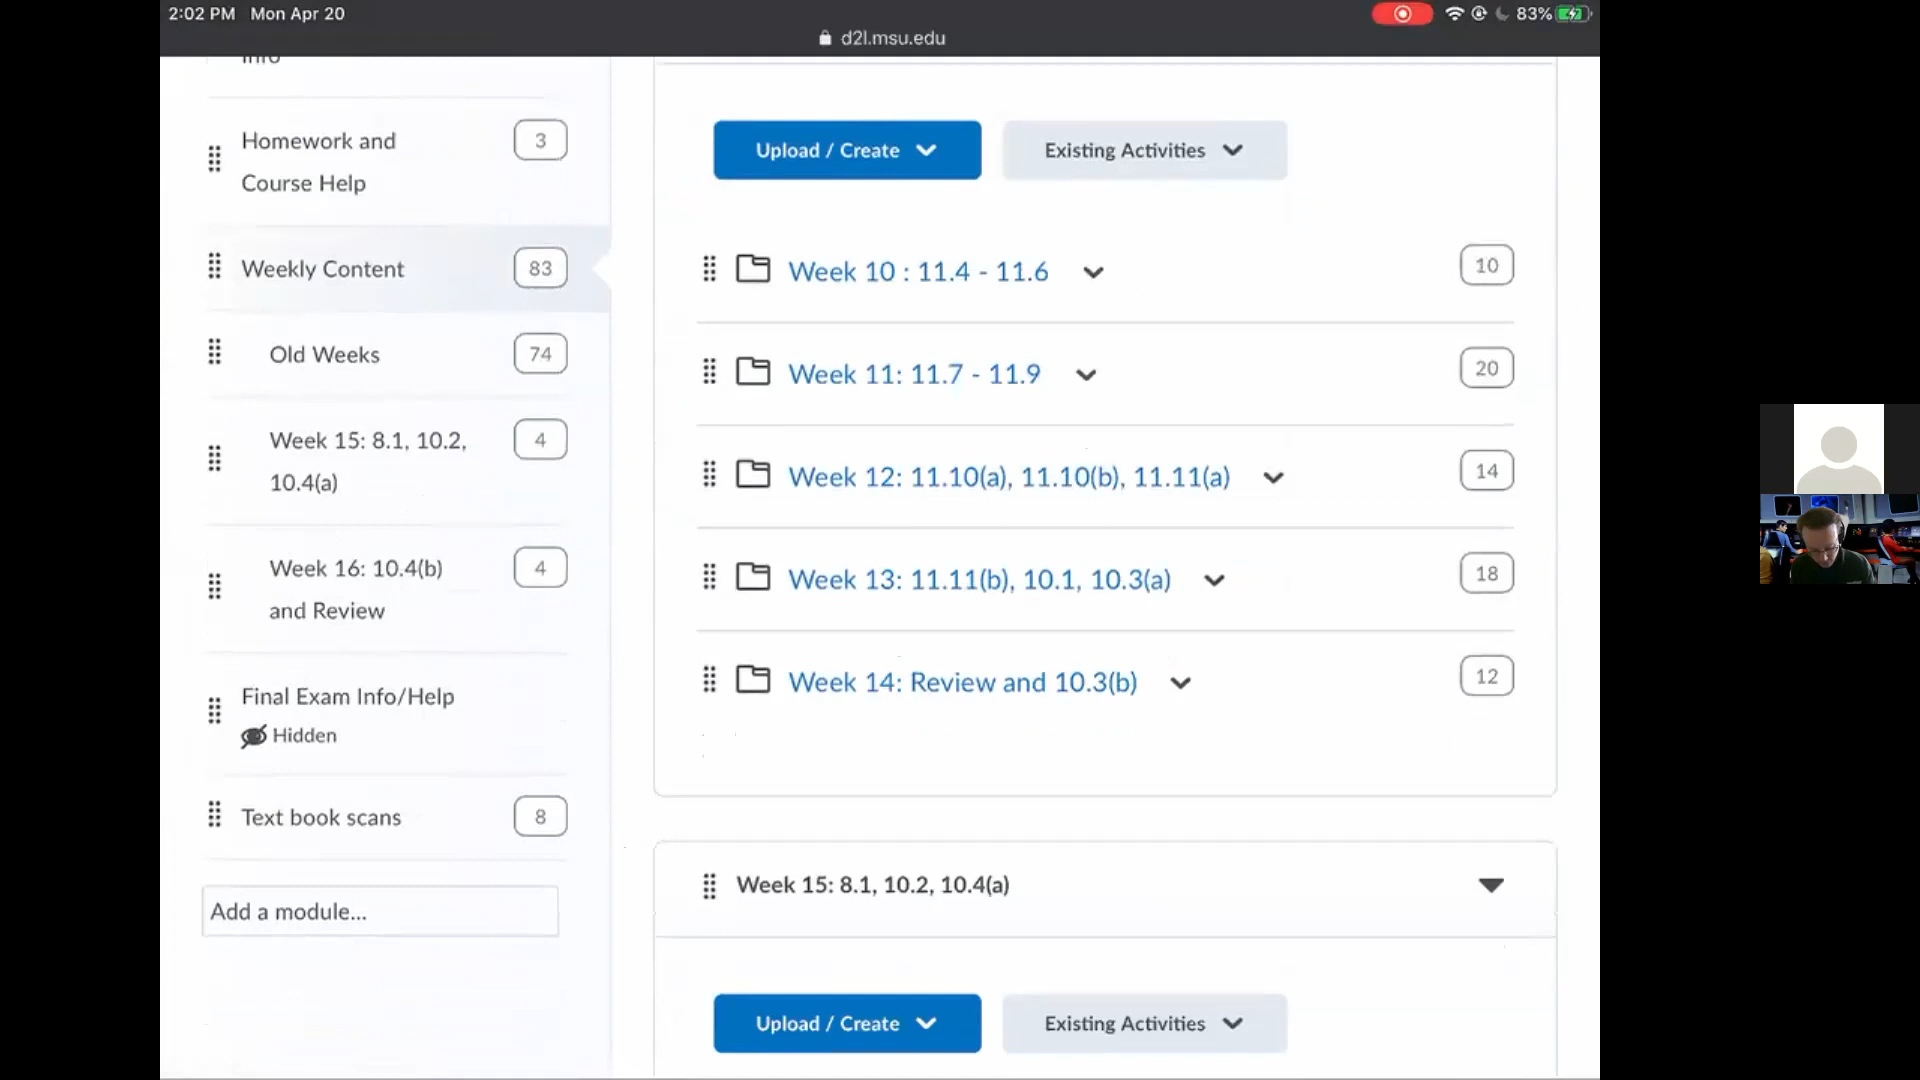 2:02 PM Mon Apr 20
83%
d2l.msu.edu
Info
Homework and
Course Help
3
Weekly Content
83
Old Weeks
74
Week 15: 8.1, 10.2,
10.4(a)
4
Week 16: 10.4(b)
and Review
4
Final Exam Info/Help
Hidden
Text book scans
8
Add a module...
Upload / Create
Existing Activities
Week 10 : 11.4 - 11.6
10
Week 11: 11.7 - 11.9
20
Week 12: 11.10(a), 11.10(b), 11.11(a)
14
Week 13: 11.11(b), 10.1, 10.3(a)
18
Week 14: Review and 10.3(b)
12
Week 15: 8.1, 10.2, 10.4(a)
Upload / Create
Existing Activities